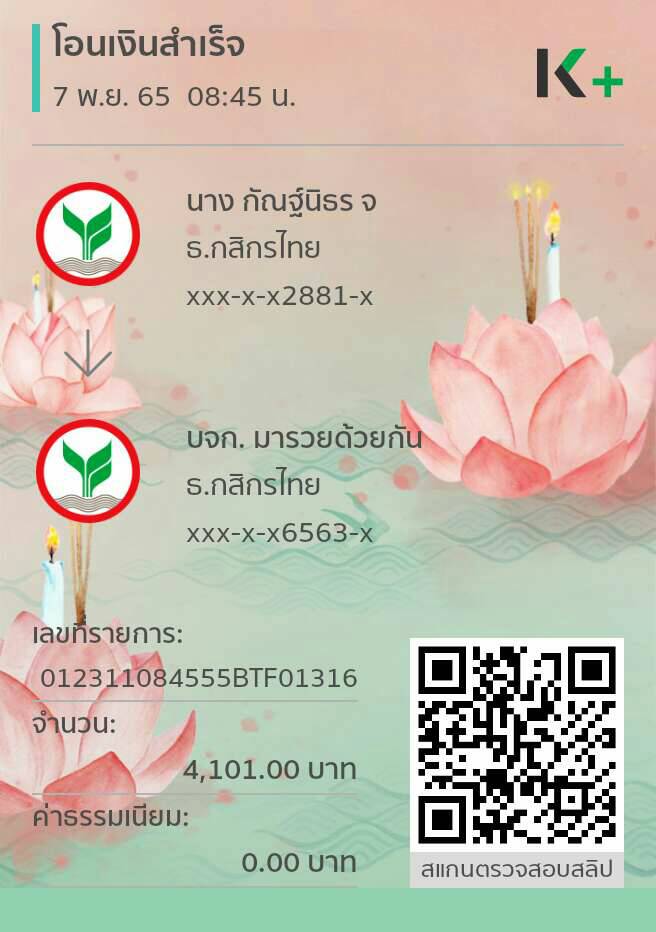 โอนเงินสำเร็จ
7 พ.ย. 65  08:45 น.
K+
นาง กัณฐ์นิธร จ
ธ.กสิกรไทย
xxx-x-x2881-x
บจก. มารวยด้วยกัน
ธ.กสิกรไทย
xxx-x-x6563-x
เลขที่รายการ:
012311084555BTF01316
จำนวน:
4,101.00 บาท
ค่าธรรมเนียม:
0.00 บาท
สแกนตรวจสอบสลิป